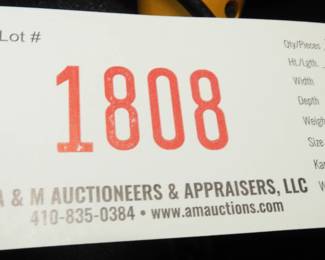 Lot #
1808
& M AUCTIONEERS & APPRAISERS, LLC
410-835-0384 • www.amauctions.com
Qty/Pieces
Ht./Lgth.
Width
Depth
Weigh
Size
Kar